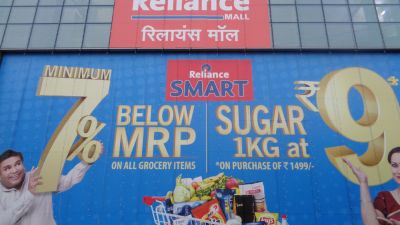 Reliance
MALL
रिलायंस मॉल
Reliance
SMART
MINIMUM
7%
BELOW
MRP
ON ALL GROCERY ITEMS
SUGAR
1KG at
₹9*
*ON PURCHASE OF ₹ 1499/-